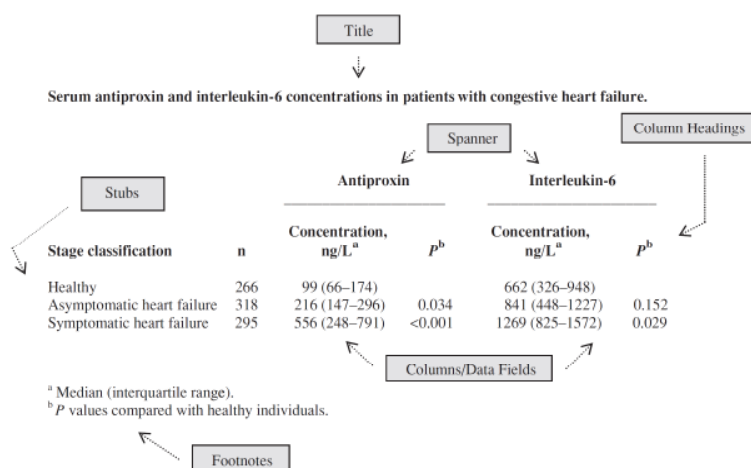 Title
Serum antiproxin and interleukin-6 concentrations in patients with congestive heart failure.
Spanner
Column Headings
Stubs
Antiproxin Interleukin-6
Concentration, Concentration,
Stage classification n ng/L^a P^b ng/L^a P^b
Healthy 266 99 (66–174) 662 (326–948)
Asymptomatic heart failure 318 216 (147–296) 0.034 841 (448–1227) 0.152
Symptomatic heart failure 295 556 (248–791) <0.001 1269 (825–1572) 0.029
Columns/Data Fields
^a Median (interquartile range).
^b P values compared with healthy individuals.
Footnotes